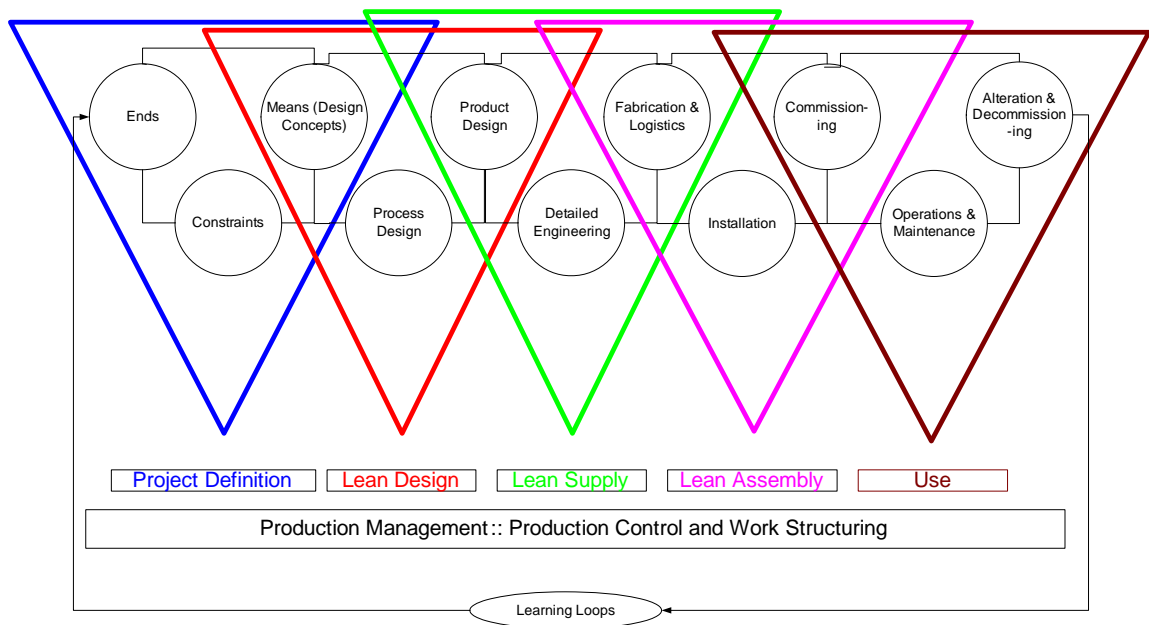 Ends
Means (Design
Concepts)
Product
Design
Fabrication &
Logistics
Commission-
ing
Alteration &
Decommission
-ing
Constraints
Process
Design
Detailed
Engineering
Installation
Operations &
Maintenance
Project Definition
Lean Design
Lean Supply
Lean Assembly
Use
Production Management:: Production Control and Work Structuring
Learning Loops